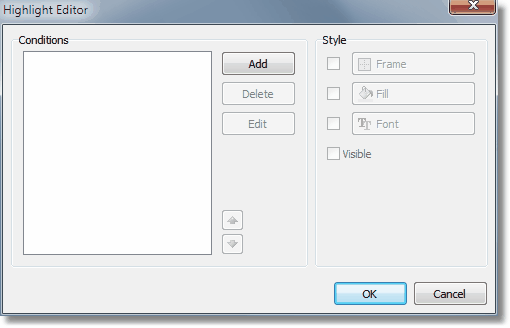 Highlight Editor
Conditions
Add
Delete
Edit
Style
Frame
Fill
Font
Visible
OK
Cancel